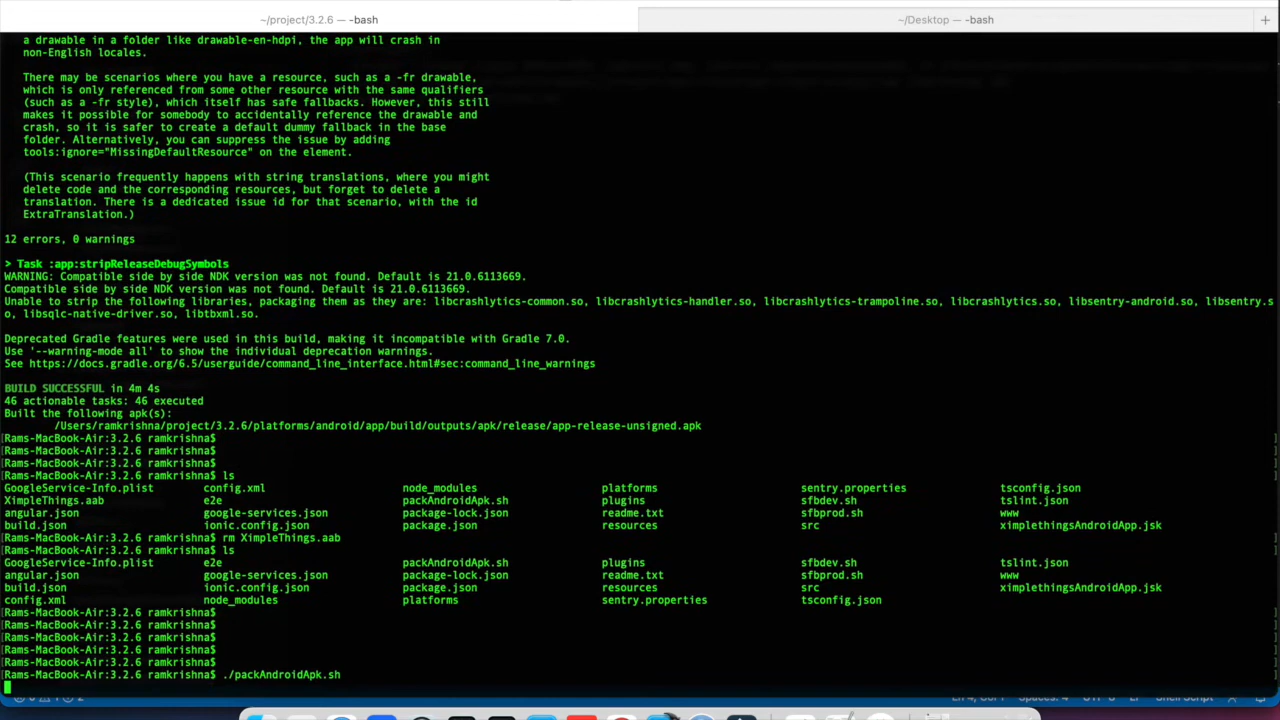 ~/project/3.2.6 — -bash
~/Desktop — -bash
+
a drawable in a folder like drawable-en-hdpi, the app will crash in
non-English locales.
There may be scenarios where you have a resource, such as a -fr drawable,
which is only referenced from some other resource with the same qualifiers
(such as a -fr style), which itself has safe fallbacks. However, this still
makes it possible for somebody to accidentally reference the drawable and
crash, so it is safer to create a default dummy fallback in the base
folder. Alternatively, you can suppress the issue by adding
tools:ignore="MissingDefaultResource" on the element.
(This scenario frequently happens with string translations, where you might
delete code and the corresponding resources, but forget to delete a
translation. There is a dedicated issue id for that scenario, with the id
ExtraTranslation.)
12 errors, 0 warnings
> Task :app:stripReleaseDebugSymbols
WARNING: Compatible side by side NDK version was not found. Default is 21.0.6113669.
Compatible side by side NDK version was not found. Default is 21.0.6113669.
Unable to strip the following libraries, packaging them as they are: libcrashlytics-common.so, libcrashlytics-handler.so, libcrashlytics-trampoline.so, libcrashlytics.so, libsentry-android.so, libsentry.s
o, libsqlc-native-driver.so, libtbxml.so.
Deprecated Gradle features were used in this build, making it incompatible with Gradle 7.0.
Use '--warning-mode all' to show the individual deprecation warnings.
See https://docs.gradle.org/6.5/userguide/command_line_interface.html#sec:command_line_warnings
BUILD SUCCESSFUL in 4m 4s
46 actionable tasks: 46 executed
Built the following apk(s):
/Users/ramkrishna/project/3.2.6/platforms/android/app/build/outputs/apk/release/app-release-unsigned.apk
[Rams-MacBook-Air:3.2.6 ramkrishna$ ]
[Rams-MacBook-Air:3.2.6 ramkrishna$ ]
[Rams-MacBook-Air:3.2.6 ramkrishna$ ]
[Rams-MacBook-Air:3.2.6 ramkrishna$ ls ]
GoogleService-Info.plist config.xml node_modules platforms sentry.properties tsconfig.json
XimpleThings.aab e2e packAndroidApk.sh plugins sfbdev.sh tslint.json
angular.json google-services.json package-lock.json readme.txt sfbprod.sh www
build.json ionic.config.json package.json resources src ximplethingsAndroidApp.jsk
[Rams-MacBook-Air:3.2.6 ramkrishna$ rm XimpleThings.aab ]
[Rams-MacBook-Air:3.2.6 ramkrishna$ ls ]
GoogleService-Info.plist e2e packAndroidApk.sh plugins sfbdev.sh tslint.json
angular.json google-services.json package-lock.json readme.txt sfbprod.sh www
build.json ionic.config.json package.json resources src ximplethingsAndroidApp.jsk
config.xml node_modules platforms sentry.properties tsconfig.json
[Rams-MacBook-Air:3.2.6 ramkrishna$ ]
[Rams-MacBook-Air:3.2.6 ramkrishna$ ]
[Rams-MacBook-Air:3.2.6 ramkrishna$ ]
[Rams-MacBook-Air:3.2.6 ramkrishna$ ]
[Rams-MacBook-Air:3.2.6 ramkrishna$ ]
[Rams-MacBook-Air:3.2.6 ramkrishna$ ./packAndroidApk.sh ]